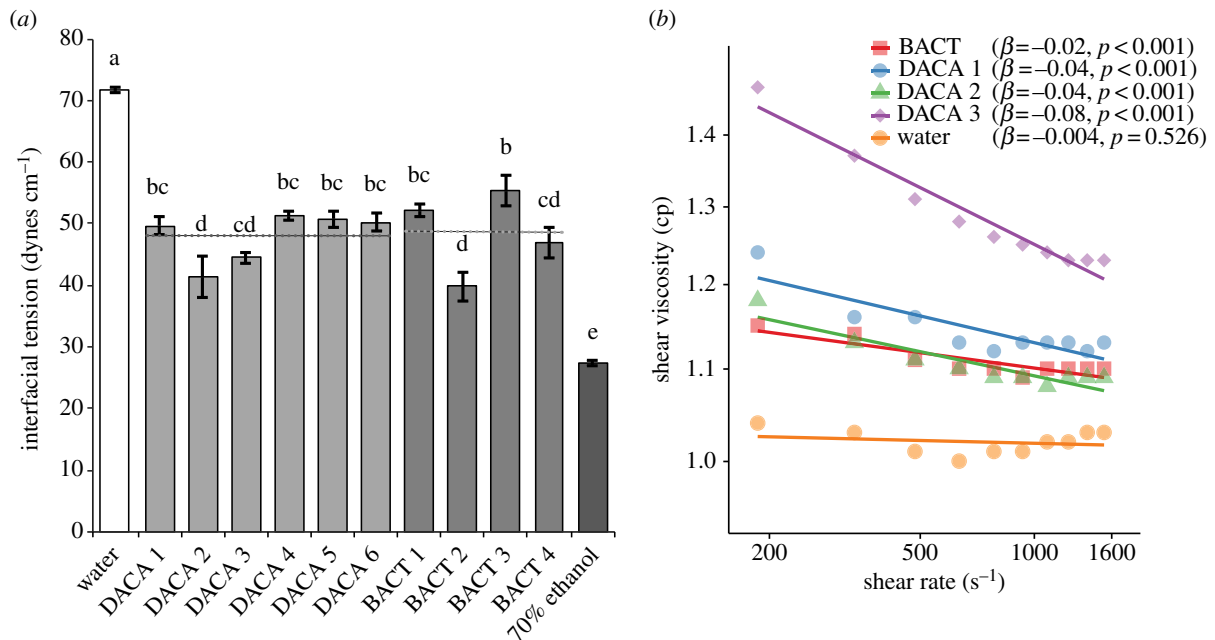 (a)
80
70
60
50
40
30
20
10
0
interfacial tension (dynes cm⁻¹)
a
bc
d
cd
bc
bc
bc
bc
d
b
cd
e
water
DACA 1
DACA 2
DACA 3
DACA 4
DACA 5
DACA 6
BACT 1
BACT 2
BACT 3
BACT 4
70% ethanol
(b)
BACT (β=–0.02, p<0.001)
DACA 1 (β=–0.04, p<0.001)
DACA 2 (β=–0.04, p<0.001)
DACA 3 (β=–0.08, p<0.001)
water (β=–0.004, p=0.526)
1.4
1.3
1.2
1.1
1.0
shear viscosity (cp)
200 500 1000 1600
shear rate (s⁻¹)